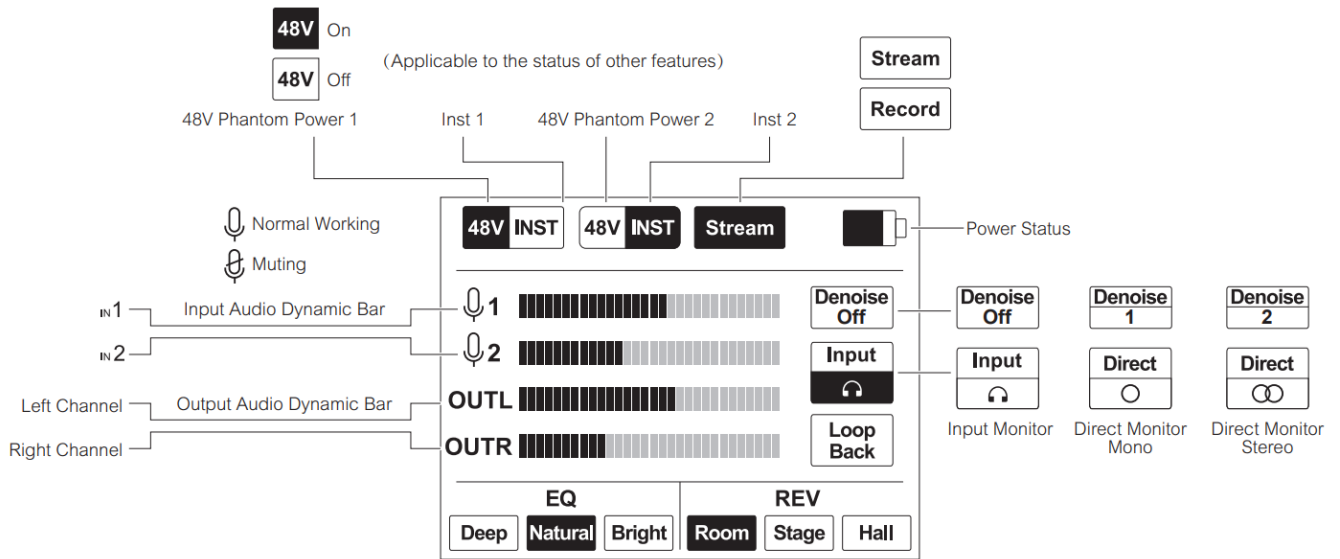 48V On
48V Off
(Applicable to the status of other features)
Stream
Record
48V Phantom Power 1
Inst 1
48V Phantom Power 2
Inst 2
48V INST
48V INST
Stream
Power Status
Normal Working
Muting
IN 1
Input Audio Dynamic Bar
IN 2
1
2
Left Channel
Output Audio Dynamic Bar
Right Channel
OUTL
OUTR
Denoise
Off
Input
Loop
Back
Denoise
Off
Denoise
1
Denoise
2
Input
Direct
Direct
Input Monitor
Direct Monitor
Mono
Direct Monitor
Stereo
EQ
REV
Deep
Natural
Bright
Room
Stage
Hall